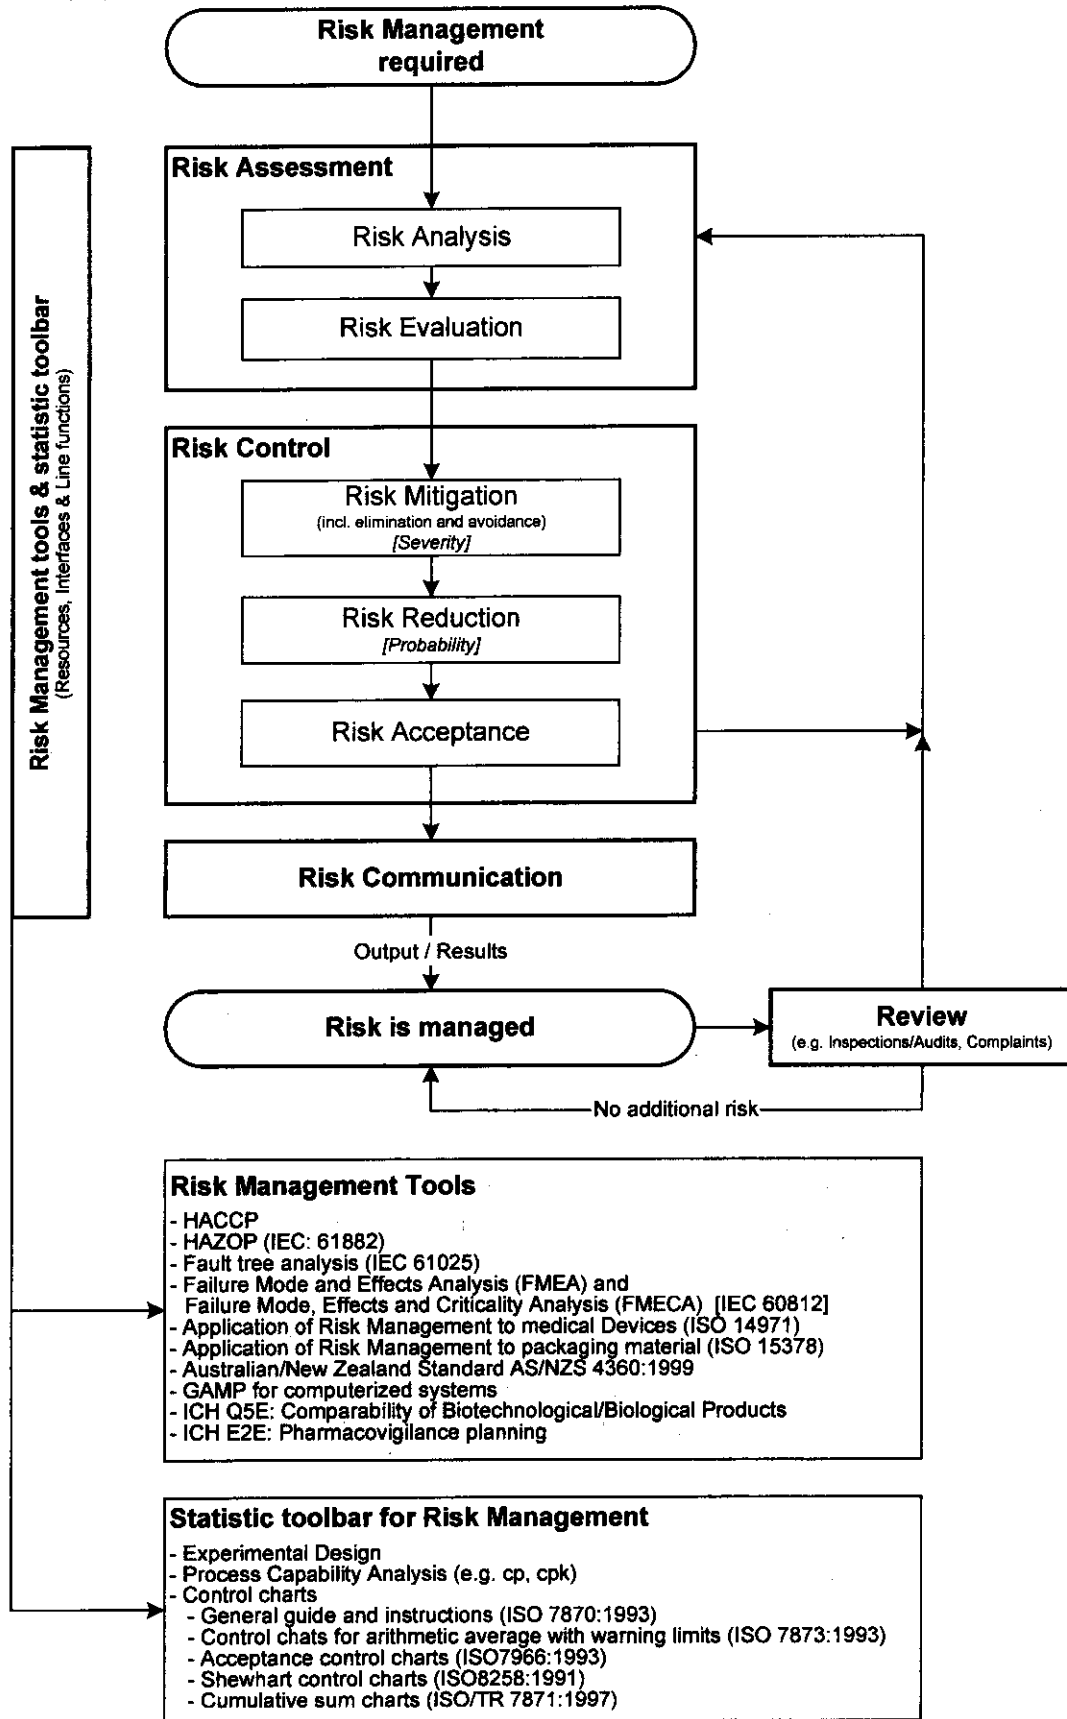 Risk Management
required
Risk Management tools & statistic toolbar
(Resources, Interfaces & Line functions)
Risk Assessment
Risk Analysis
Risk Evaluation
Risk Control
Risk Mitigation
(incl. elimination and avoidance)
[Severity]
Risk Reduction
[Probability]
Risk Acceptance
Risk Communication
Output / Results
Risk is managed
Review
(e.g. Inspections/Audits, Complaints)
No additional risk
Risk Management Tools
- HACCP
- HAZOP (IEC: 61882)
- Fault tree analysis (IEC 61025)
- Failure Mode and Effects Analysis (FMEA) and
Failure Mode, Effects and Criticality Analysis (FMECA) [IEC 60812]
- Application of Risk Management to medical Devices (ISO 14971)
- Application of Risk Management to packaging material (ISO 15378)
- Australian/New Zealand Standard AS/NZS 4360:1999
- GAMP for computerized systems
- ICH Q5E: Comparability of Biotechnological/Biological Products
- ICH E2E: Pharmacovigilance planning
Statistic toolbar for Risk Management
- Experimental Design
- Process Capability Analysis (e.g. cp, cpk)
- Control charts
- General guide and instructions (ISO 7870:1993)
- Control chats for arithmetic average with warning limits (ISO 7873:1993)
- Acceptance control charts (ISO7966:1993)
- Shewhart control charts (ISO8258:1991)
- Cumulative sum charts (ISO/TR 7871:1997)